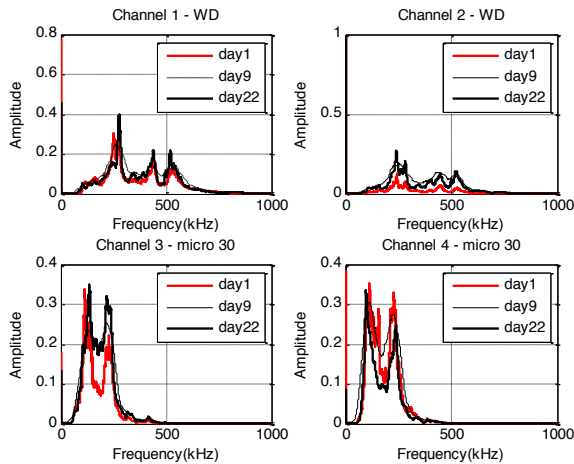 Channel 1 - WD
Amplitude
0.8
0.6
0.4
0.2
0
0
500
1000
Frequency(kHz)
day1
day9
day22
Channel 2 - WD
Amplitude
1
0.5
0
0
500
1000
Frequency(kHz)
day1
day9
day22
Channel 3 - micro 30
Amplitude
0.4
0.3
0.2
0.1
0
0
500
1000
Frequency(kHz)
day1
day9
day22
Channel 4 - micro 30
Amplitude
0.4
0.3
0.2
0.1
0
0
500
1000
Frequency(kHz)
day1
day9
day22